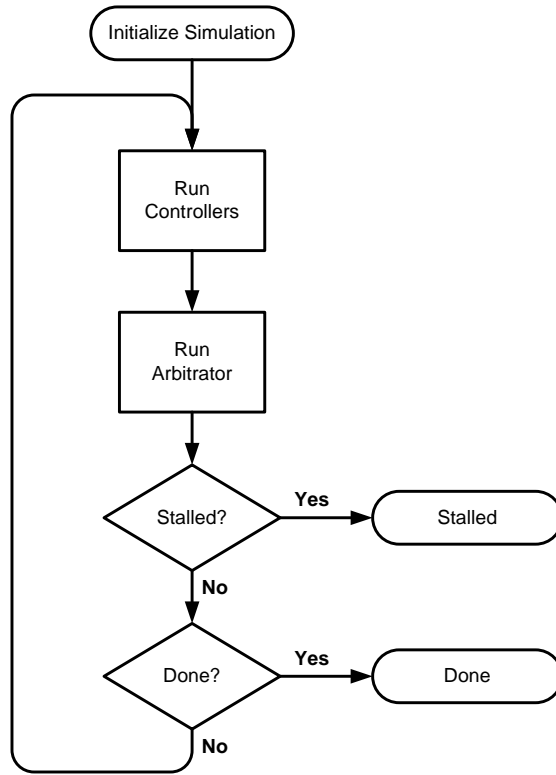 Initialize Simulation
Run
Controllers
Run
Arbitrator
Stalled?
Yes
Stalled
No
Done?
Yes
Done
No